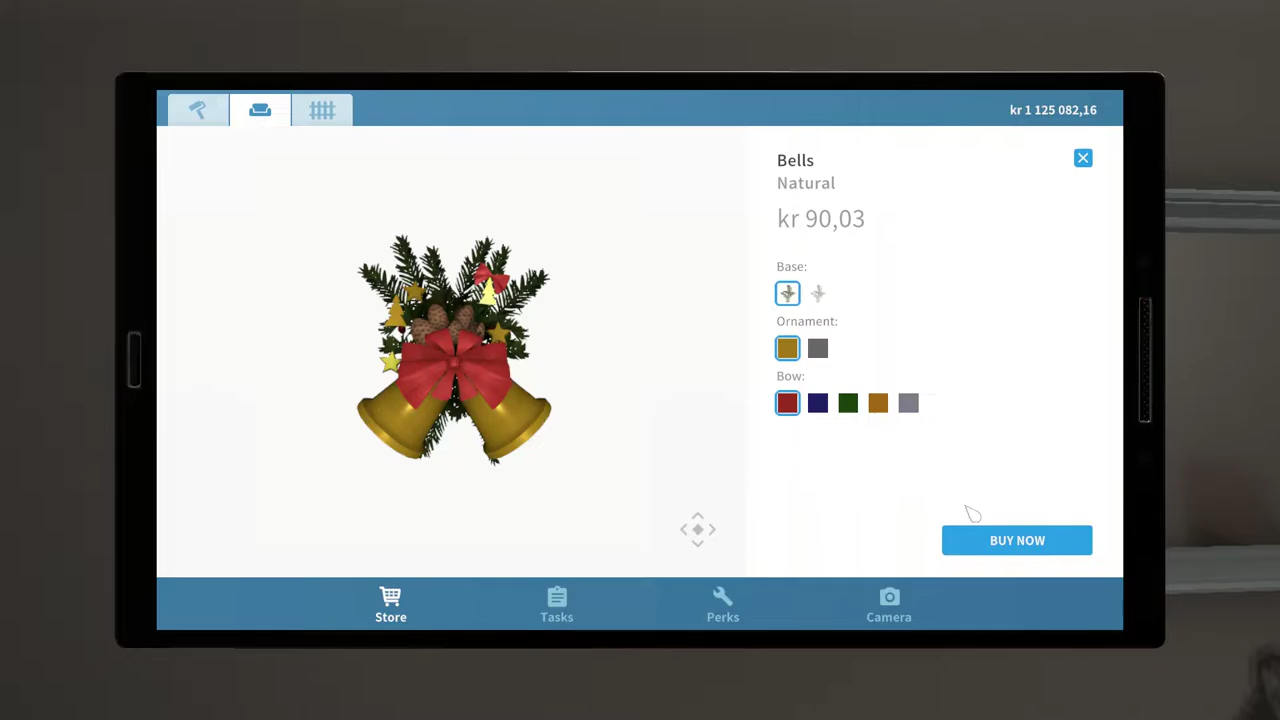 kr 1 125 082,16
Bells
Natural
kr 90,03
Base:
Ornament:
Bow:
BUY NOW
Store
Tasks
Perks
Camera